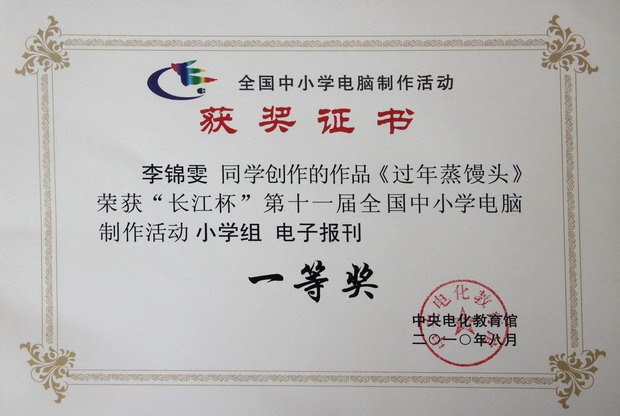 全国中小学电脑制作活动
获奖证书
李锦雯 同学创作的作品《过年蒸馒头》
荣获“长江杯”第十一届全国中小学电脑
制作活动 小学组 电子报刊
一等奖
中央电化教育馆
二〇一〇年八月